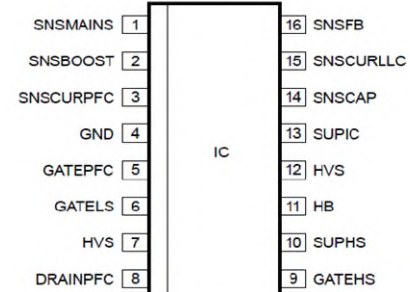 SNSMAINS 1 16 SNSFB
SNSBOOST 2 15 SNSCURLLC
SNSCURPFC 3 14 SNSCAP
GND 4 13 SUPIC
IC
GATEPFC 5 12 HVS
GATELS 6 11 HB
HVS 7 10 SUPHS
DRAINPFC 8 9 GATEHS